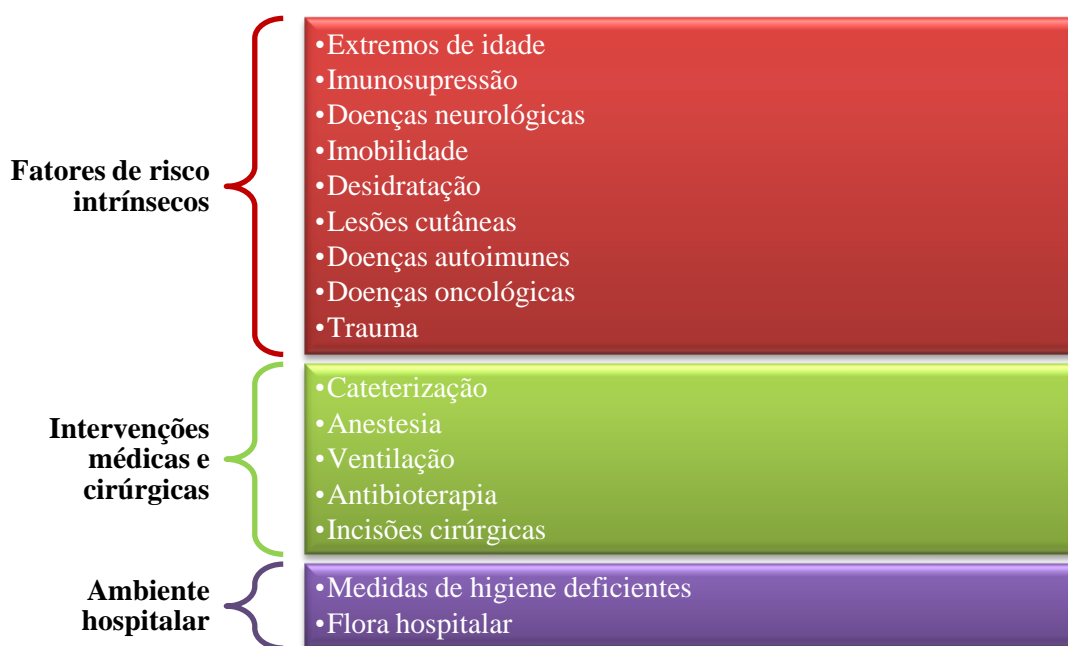 Fatores de risco
intrínsecos
•Extremos de idade
•Imunosupressão
•Doenças neurológicas
•Imobilidade
•Desidratação
•Lesões cutâneas
•Doenças autoimunes
•Doenças oncológicas
•Trauma
Intervenções
médicas e
cirúrgicas
•Cateterização
•Anestesia
•Ventilação
•Antibioterapia
•Incisões cirúrgicas
Ambiente
hospitalar
•Medidas de higiene deficientes
•Flora hospitalar